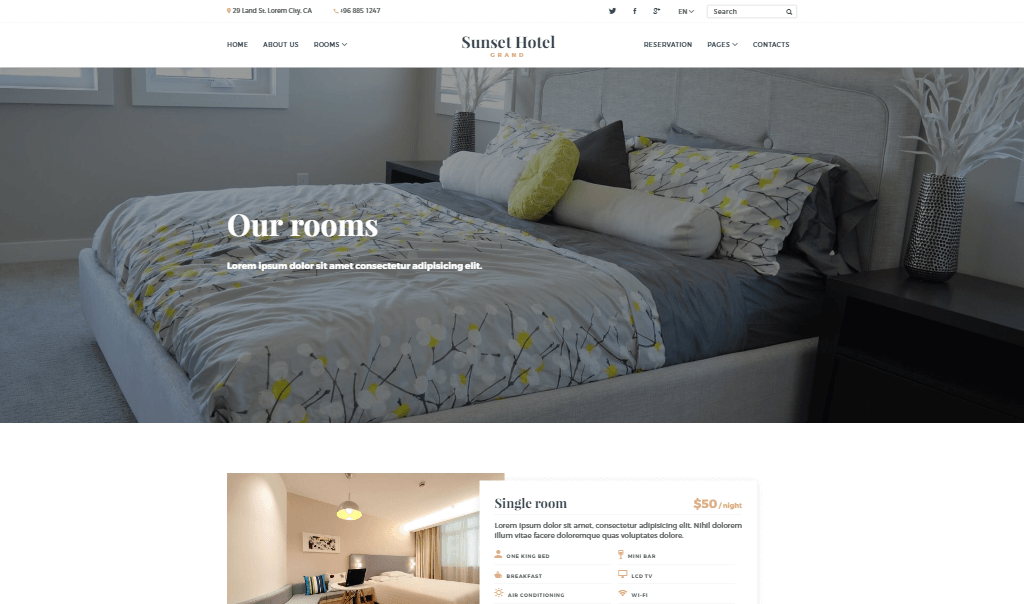 29 Land St, Lorem City, CA
+96 885 1247
EN
Search
HOME
ABOUT US
ROOMS
Sunset Hotel
GRAND
RESERVATION
PAGES
CONTACTS
Our rooms
Lorem ipsum dolor sit amet consectetur adipisicing elit.
Single room
$50 / night
Lorem ipsum dolor sit amet, consectetur adipisicing elit. Nihil dolorem
illum vitae facere doloremque quas voluptates dolore.
ONE KING BED
MINI BAR
BREAKFAST
LCD TV
AIR CONDITIONING
WI-FI